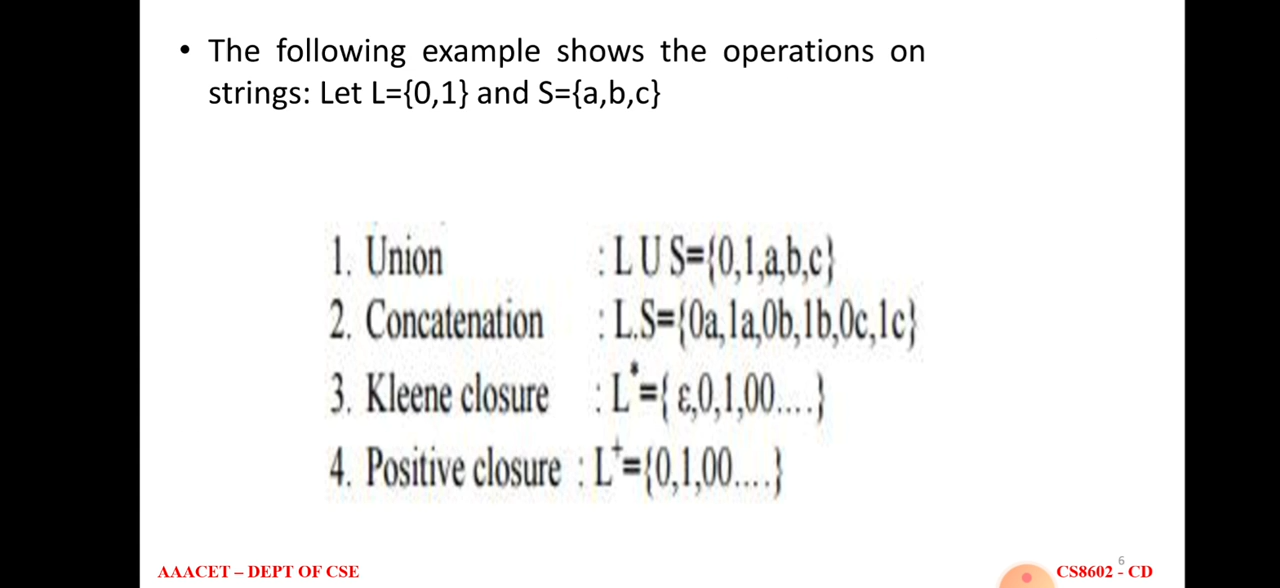 • The following example shows the operations on
strings: Let L={0,1} and S={a,b,c}
1. Union : L U S={0,1,a,b,c}
2. Concatenation : L.S={0a,1a,0b,1b,0c,1c}
3. Kleene closure : L*={ ε,0,1,00....}
4. Positive closure : L+={0,1,00....}
6
AAACET – DEPT OF CSE
CS8602 - CD